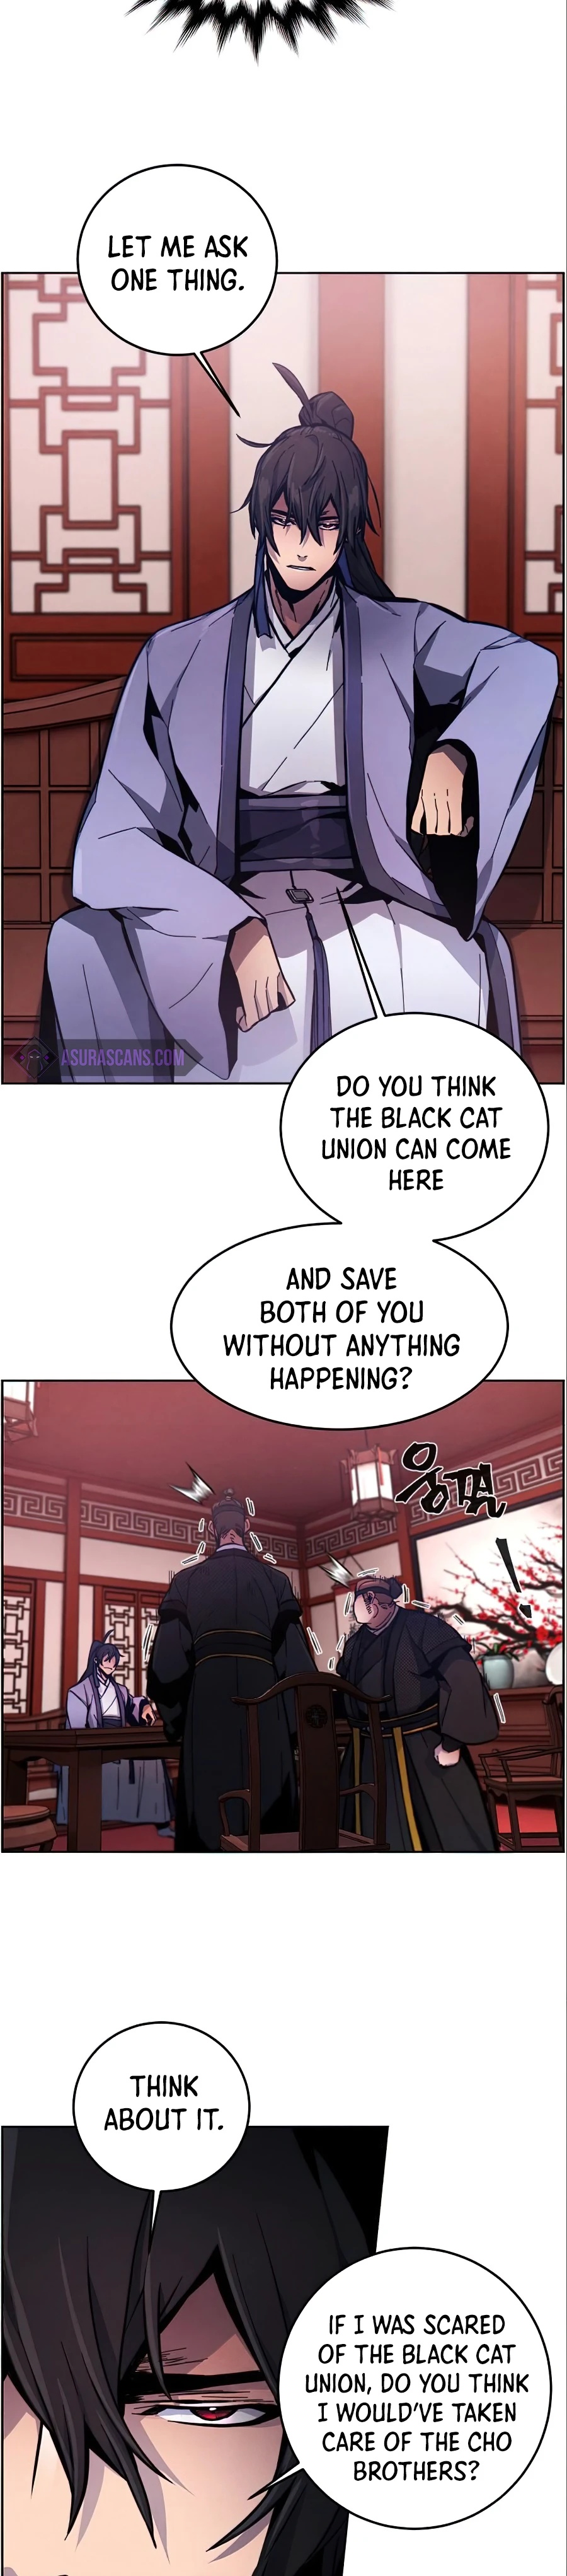 LET ME ASK
ONE THING.
ASURASCANS.COM
DO YOU THINK
THE BLACK CAT
UNION CAN COME
HERE
AND SAVE
BOTH OF YOU
WITHOUT ANYTHING
HAPPENING?
THINK
ABOUT IT.
IF I WAS SCARED
OF THE BLACK CAT
UNION, DO YOU THINK
I WOULD'VE TAKEN
CARE OF THE CHO
BROTHERS?